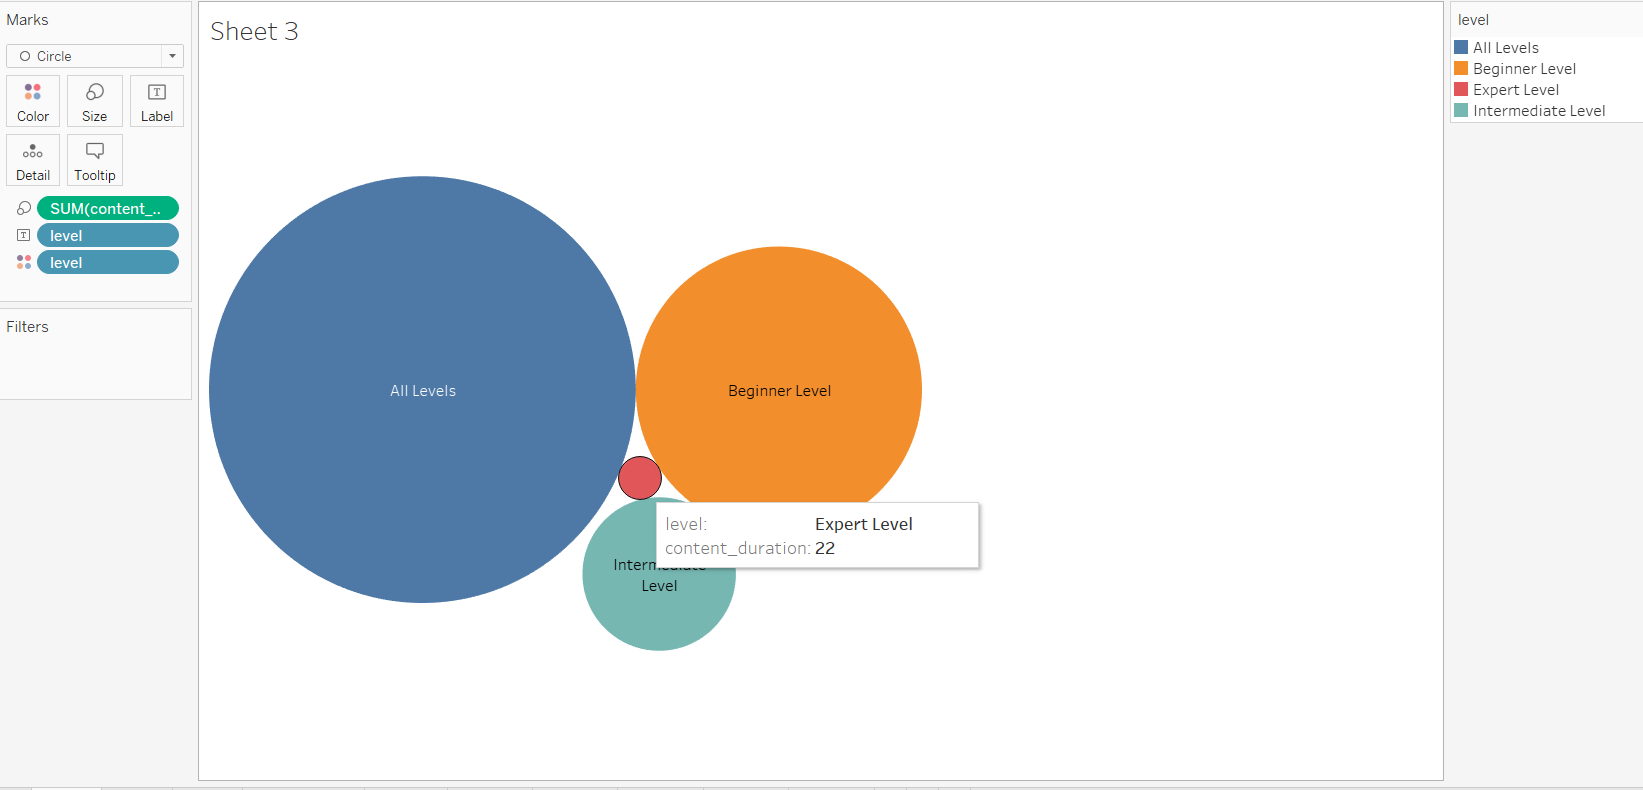 Marks
Circle
Color
Size
T
Label
Detail
Tooltip
SUM(content_..
T
level
level
Filters
Sheet 3
All Levels
Beginner Level
level: Expert Level
content_duration: 22
Intermediate
Level
level
All Levels
Beginner Level
Expert Level
Intermediate Level